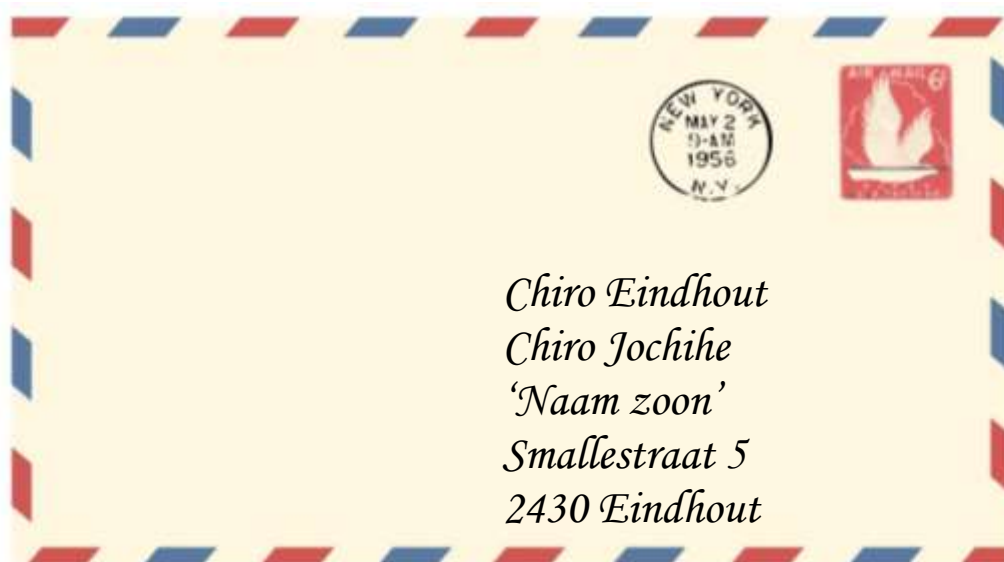 NEW YORK
MAY 2
9-AM
1956
N.Y.
AIR MAIL 6¢
Chiro Eindhout
Chiro Jochihe
‘Naam zoon’
Smallestraat 5
2430 Eindhout